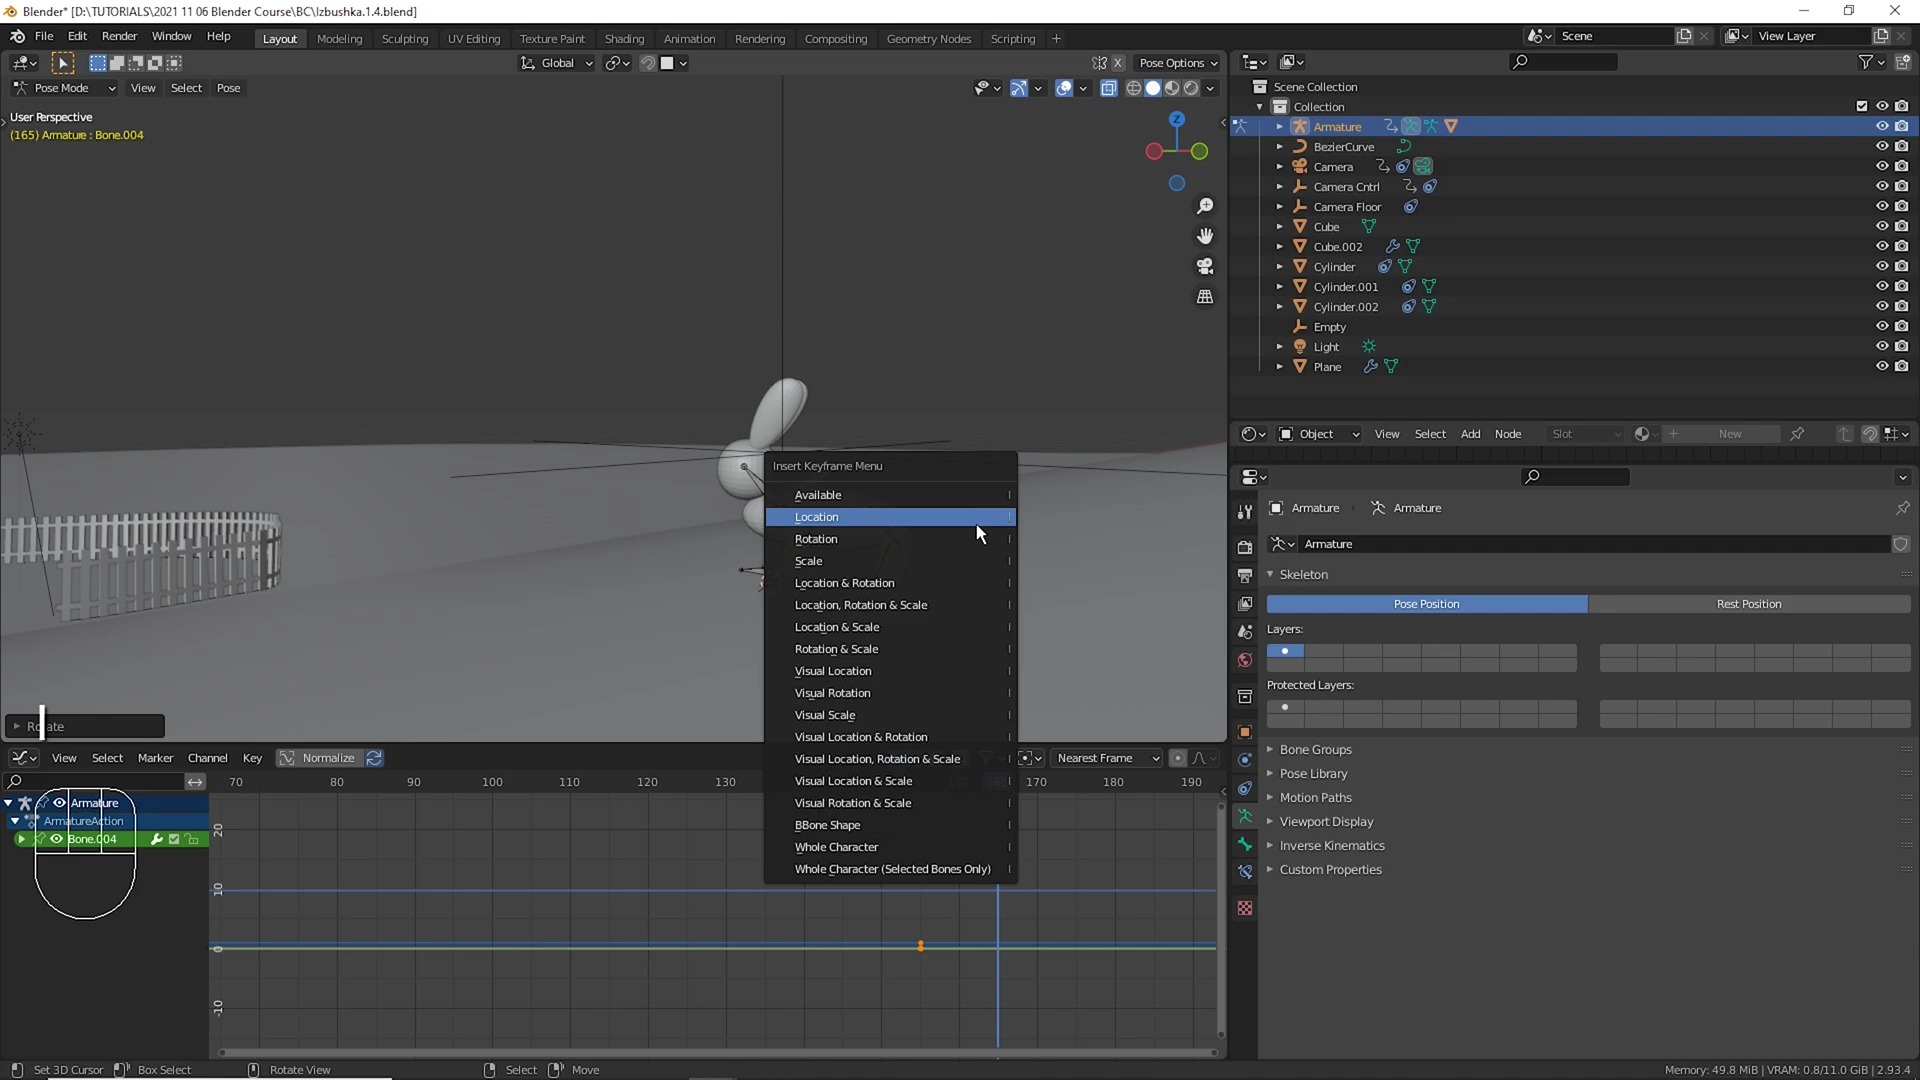 Blender* [D:\TUTORIALS\2021 11 06 Blender Course\BC\Izbushka.1.4.blend]
File Edit Render Window Help Layout Modeling Sculpting UV Editing Texture Paint Shading Animation Rendering Compositing Geometry Nodes Scripting + Scene View Layer
Global X Pose Options
Pose Mode View Select Pose
User Perspective
(165) Armature : Bone.004
Z
Scene Collection
Collection
Armature
BezierCurve
Camera
Camera Cntrl
Camera Floor
Cube
Cube.002
Cylinder
Cylinder.001
Cylinder.002
Empty
Light
Plane
Insert Keyframe Menu
Available I
Location I
Rotation I
Scale I
Location & Rotation I
Location, Rotation & Scale I
Location & Scale I
Rotation & Scale I
Visual Location I
Visual Rotation I
Visual Scale I
Visual Location & Rotation I
Visual Location, Rotation & Scale I
Visual Location & Scale I
Visual Rotation & Scale I
BBone Shape I
Whole Character I
Whole Character (Selected Bones Only) I
Object View Select Add Node Slot New
Armature Armature
Armature
Skeleton
Pose Position Rest Position
Layers:
Protected Layers:
Bone Groups
Pose Library
Motion Paths
Viewport Display
Inverse Kinematics
Custom Properties
View Select Marker Channel Key Normalize Nearest Frame
70 80 90 100 110 120 130 170 180 190
Armature
ArmatureAction
Bone.004
20
10
0
-10
Set 3D Cursor Box Select Rotate View Select Move
Memory: 49.8 MiB | VRAM: 0.8/11.0 GiB | 2.93.4